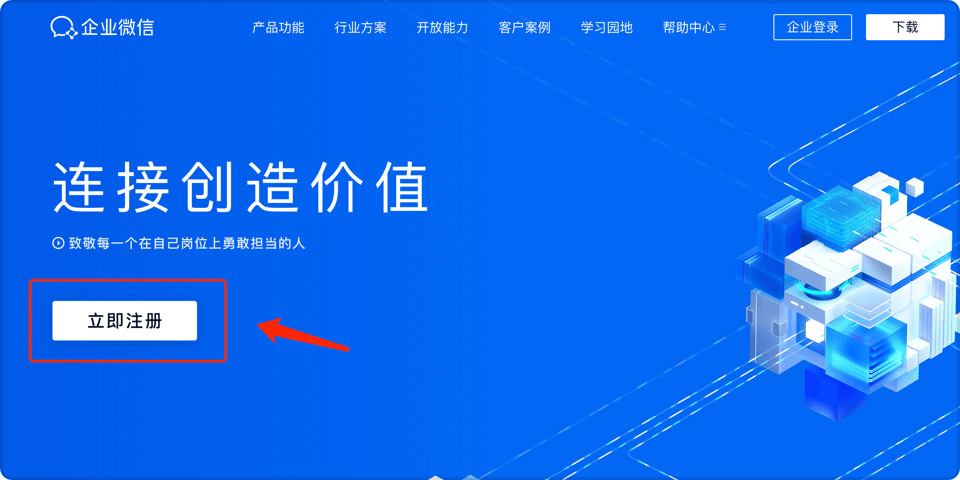 企业微信 产品功能 行业方案 开放能力 客户案例 学习园地 帮助中心 企业登录 下载
连接创造价值
致敬每一个在自己岗位上勇敢担当的人
立即注册